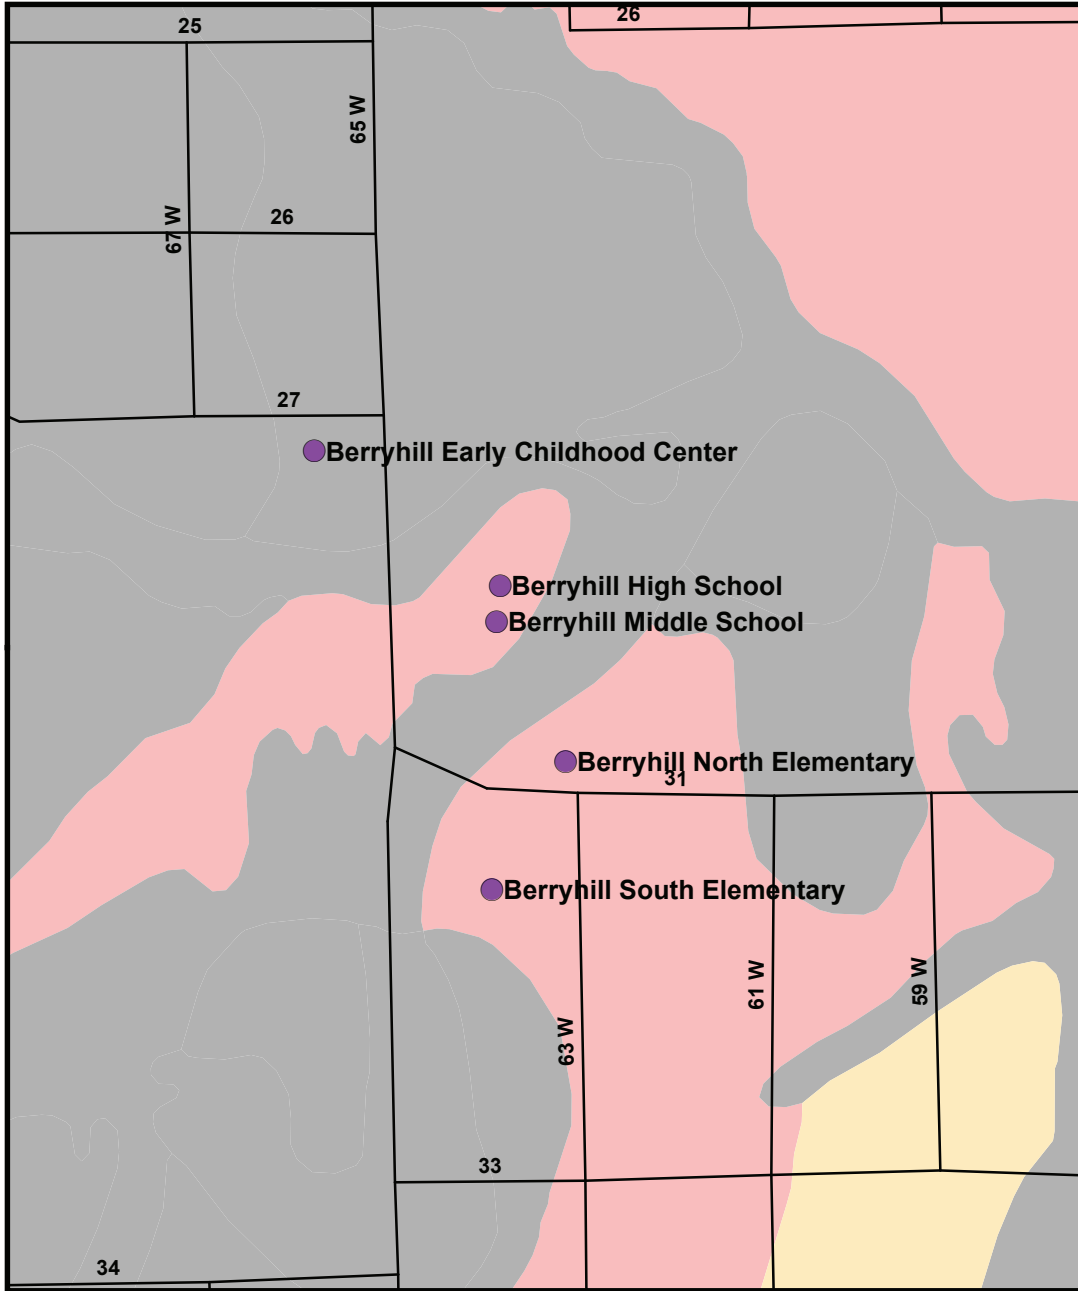 26
25
65 W
67 W
26
27
Berryhill Early Childhood Center
Berryhill High School
Berryhill Middle School
Berryhill North Elementary
31
Berryhill South Elementary
59 W
61 W
63 W
33
34